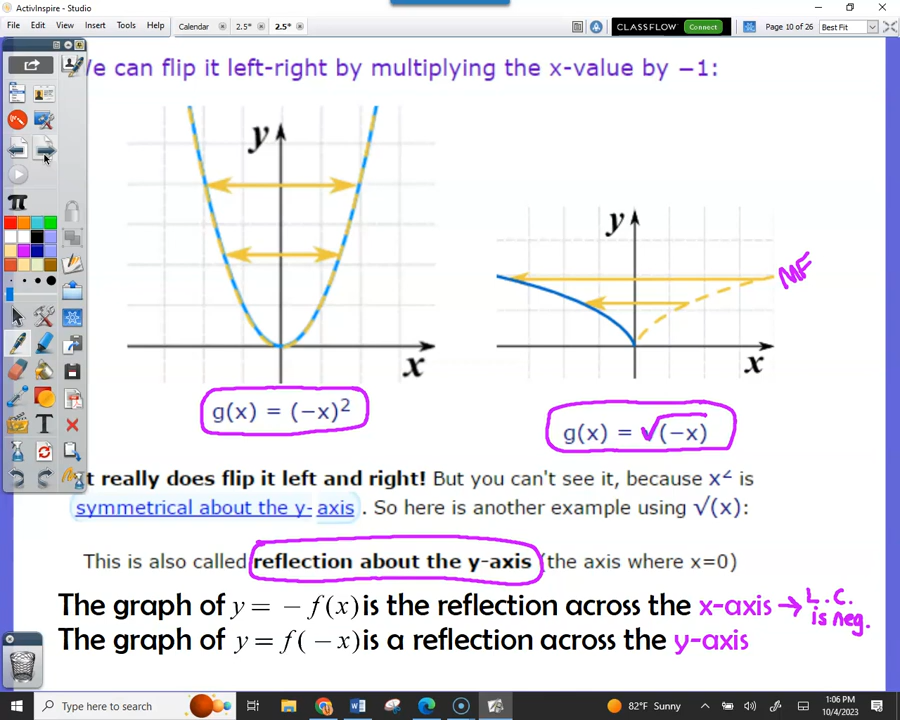 ActivInspire - Studio
File Edit View Insert Tools Help
Calendar 2.5* 2.5*
CLASSFLOW Connect
Page 10 of 26 Best Fit
e can flip it left-right by multiplying the x-value by −1:
y
y
MF
x
x
g(x) = (−x)²
g(x) = √(−x)
t really does flip it left and right! But you can't see it, because x² is
symmetrical about the y-axis . So here is another example using √(x):
This is also called reflection about the y-axis (the axis where x=0)
The graph of y = − f(x) is the reflection across the x-axis → L.C. is neg.
The graph of y = f(−x) is a reflection across the y-axis
Type here to search
82°F Sunny
1:06 PM
10/4/2023